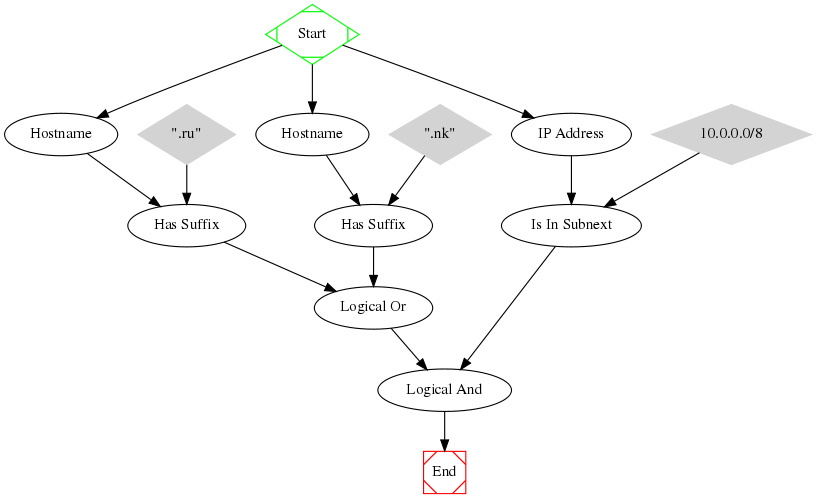 Start
Hostname
".ru"
Hostname
".nk"
IP Address
10.0.0.0/8
Has Suffix
Has Suffix
Is In Subnext
Logical Or
Logical And
End